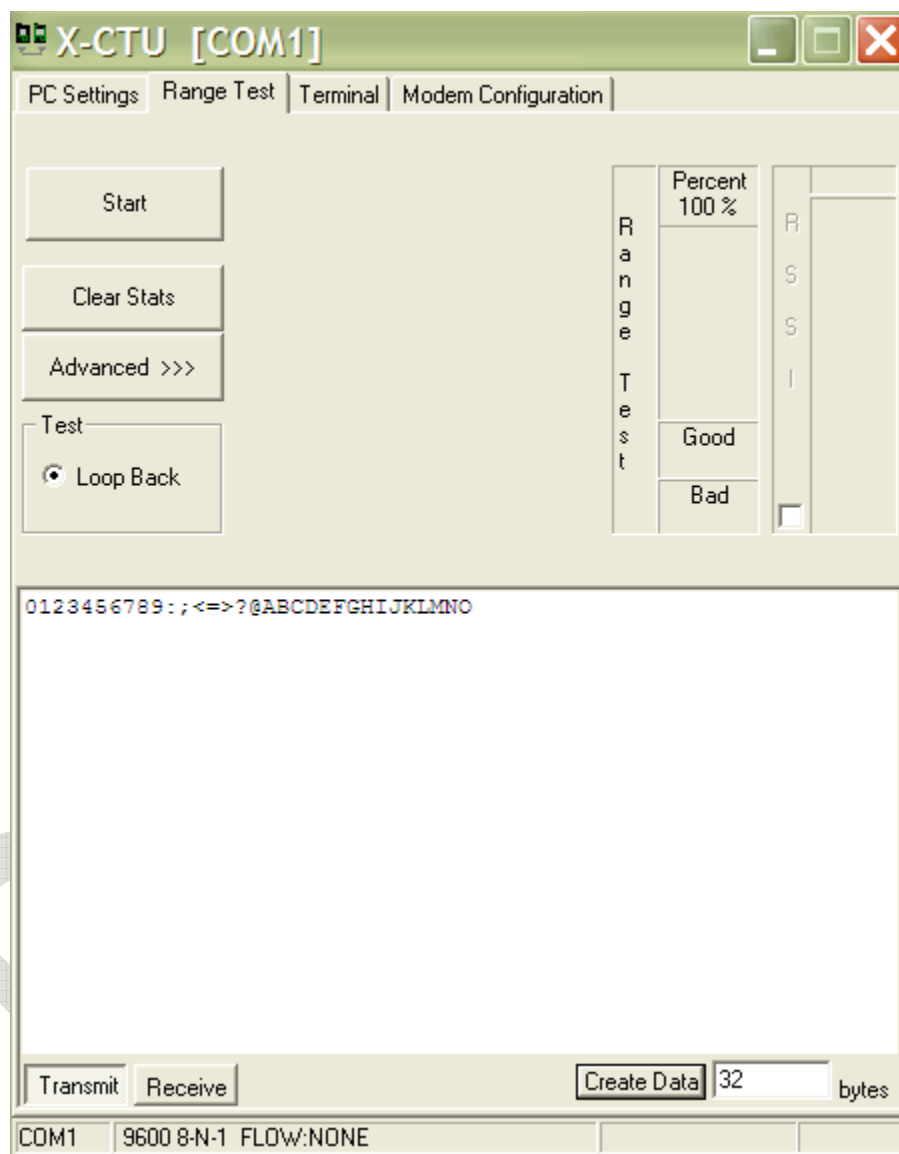 X-CTU [COM1]
PC Settings Range Test Terminal Modem Configuration
Start
Clear Stats
Advanced >>>
Test
Loop Back
Range Test
Percent
100 %
Good
Bad
RSSI
0123456789:;<=>?@ABCDEFGHIJKLMNO
Transmit Receive Create Data 32 bytes
COM1 9600 8-N-1 FLOW:NONE